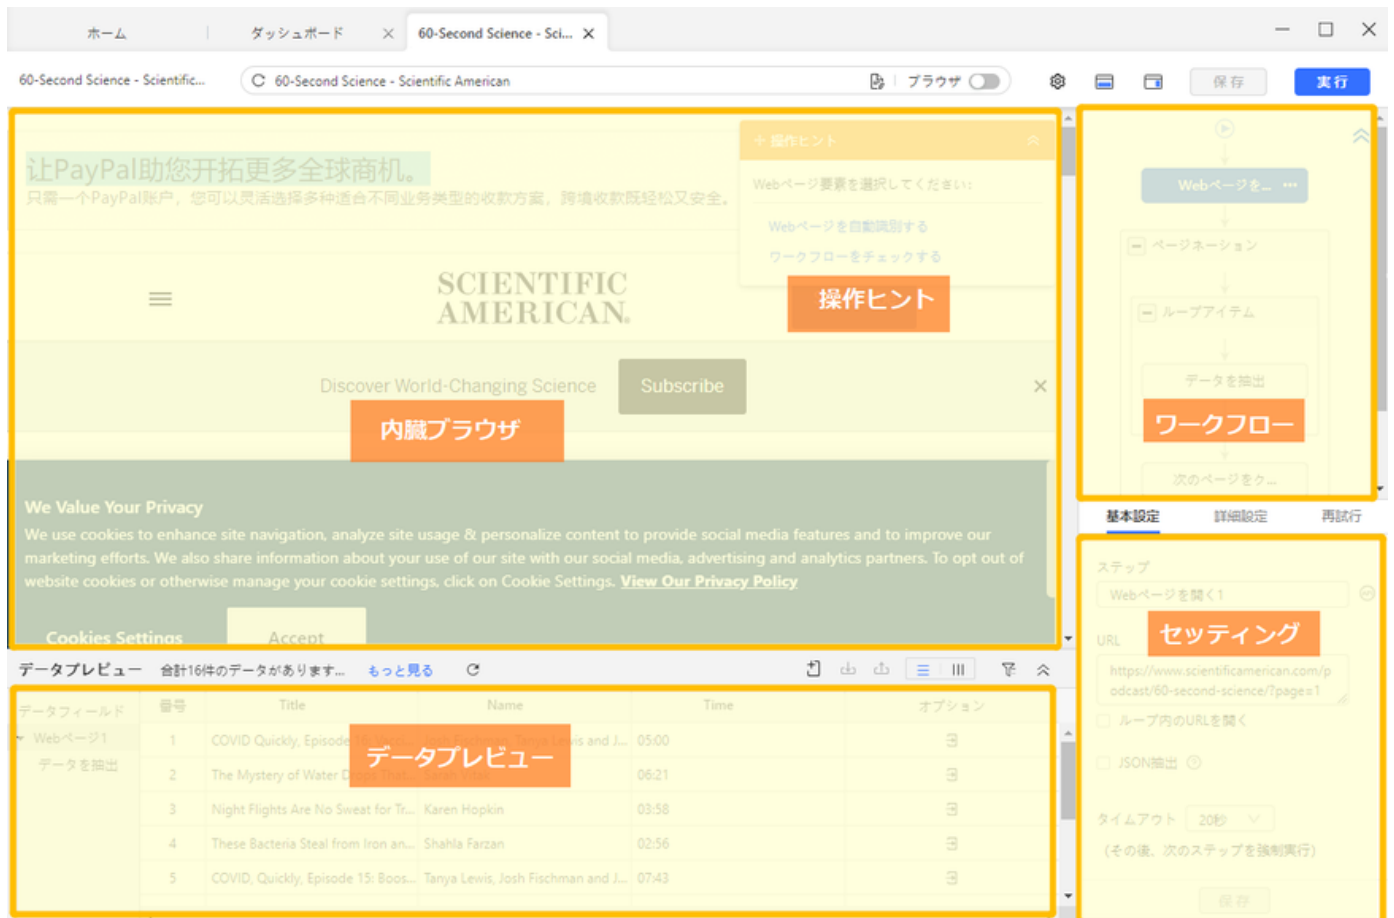 ホーム
ダッシュボード
60-Second Science - Sci...
60-Second Science - Scientific...
60-Second Science - Scientific American
ブラウザ
保存
実行
让PayPal助您开拓更多全球商机。
只需一个PayPal账户，您可以灵活选择多种适合不同业务类型的收款方案，跨境收款既轻松又安全。
+ 操作ヒント
Webページ要素を選択してください:
Webページを自動識別する
ワークフローをチェックする
操作ヒント
SCIENTIFIC
AMERICAN®
Discover World-Changing Science
Subscribe
内臓ブラウザ
We Value Your Privacy
We use cookies to enhance site navigation, analyze site usage & personalize content to provide social media features and to improve our
marketing efforts. We also share information about your use of our site with our social media, advertising and analytics partners. To opt out of
website cookies or otherwise manage your cookie settings, click on Cookie Settings. View Our Privacy Policy
Cookies Settings
Accept
Webページを... •••
ページネーション
ループアイテム
データを抽出
ワークフロー
次のページをク...
基本設定
詳細設定
再試行
ステップ
Webページを開く1
URL
セッティング
https://www.scientificamerican.com/p
odcast/60-second-science/?page=1
ループ内のURLを開く
JSON抽出
タイムアウト
20秒
（その後、次のステップを強制実行）
保存
データプレビュー
合計16件のデータがあります...
もっと見る
データフィールド
番号
Title
Name
Time
オプション
Webページ1
データを抽出
データプレビュー
1
COVID Quickly, Episode 16: Vacci...
Josh Fischman, Tanya Lewis and J...
05:00
2
The Mystery of Water Drops That...
Sarah Vitak
06:21
3
Night Flights Are No Sweat for Tr...
Karen Hopkin
03:58
4
These Bacteria Steal from Iron an...
Shahla Farzan
02:56
5
COVID, Quickly, Episode 15: Boos...
Tanya Lewis, Josh Fischman and J...
07:43